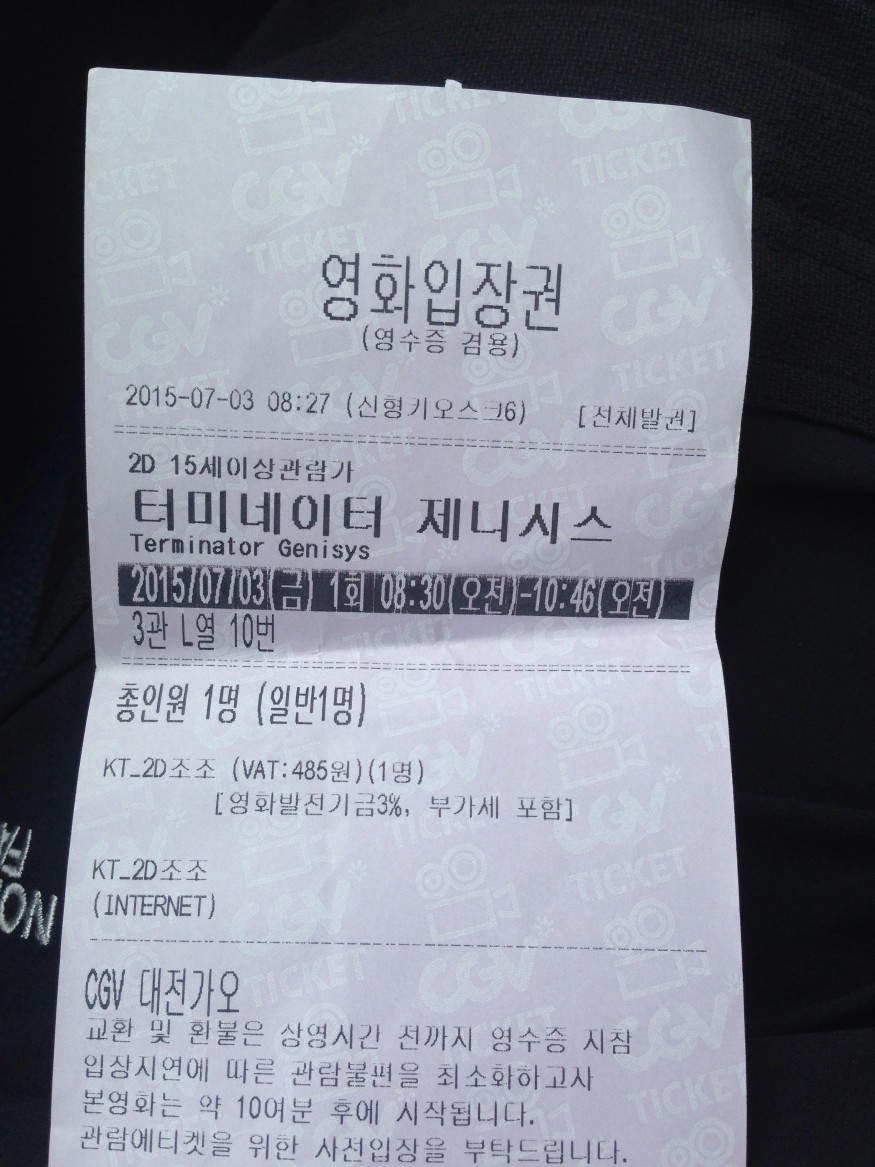 영화입장권
(영수증 겸용)
2015-07-03 08:27 (신형키오스크6) [전체발권]
2D 15세이상관람가
터미네이터 제니시스
Terminator Genisys
2015/07/03(금) 1회 08:30(오전)-10:46(오전)
3관 L열 10번
총인원 1명 (일반1명)
KT_2D조조 (VAT:485원)(1명)
[영화발전기금3%, 부가세 포함]
KT_2D조조
(INTERNET)
CGV 대전가오
교환 및 환불은 상영시간 전까지 영수증 지참
입장지연에 따른 관람불편을 최소화하고자
본영화는 약 10여분 후에 시작됩니다.
관람에티켓을 위한 사전입장을 부탁드립니다.